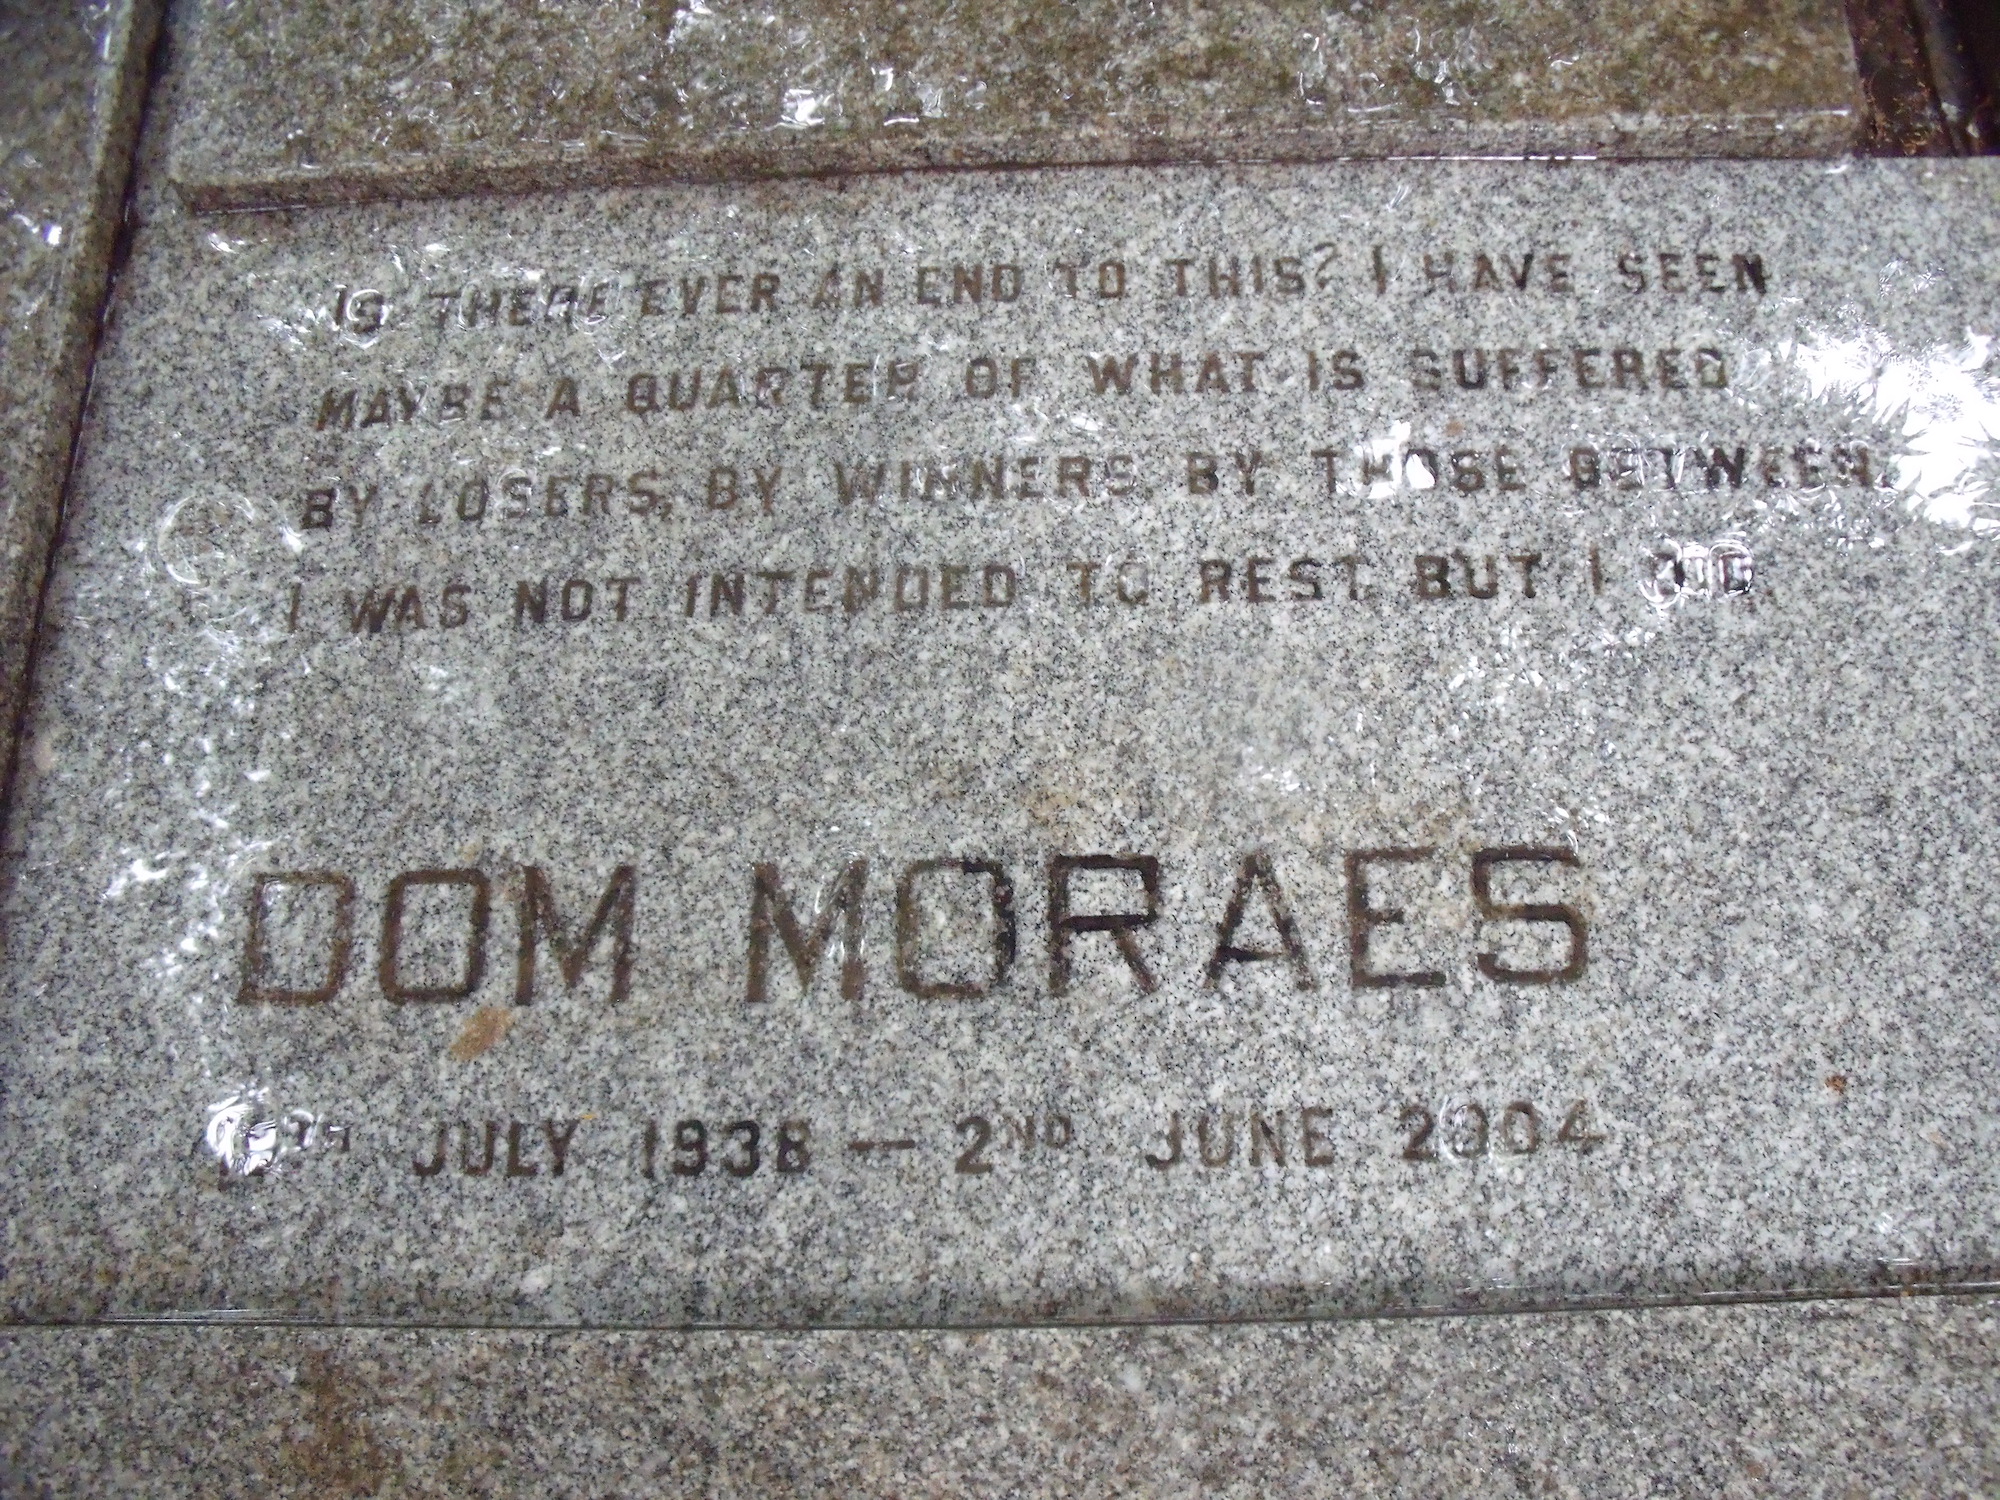 IS THERE EVER AN END TO THIS? I HAVE SEEN
MAYBE A QUARTER OF WHAT IS SUFFERED
BY LOSERS, BY WINNERS BY THOSE BETWEEN.
I WAS NOT INTENDED TO REST. BUT I DID.
DOM MORAES
JULY 1938 — 2ND JUNE 2004